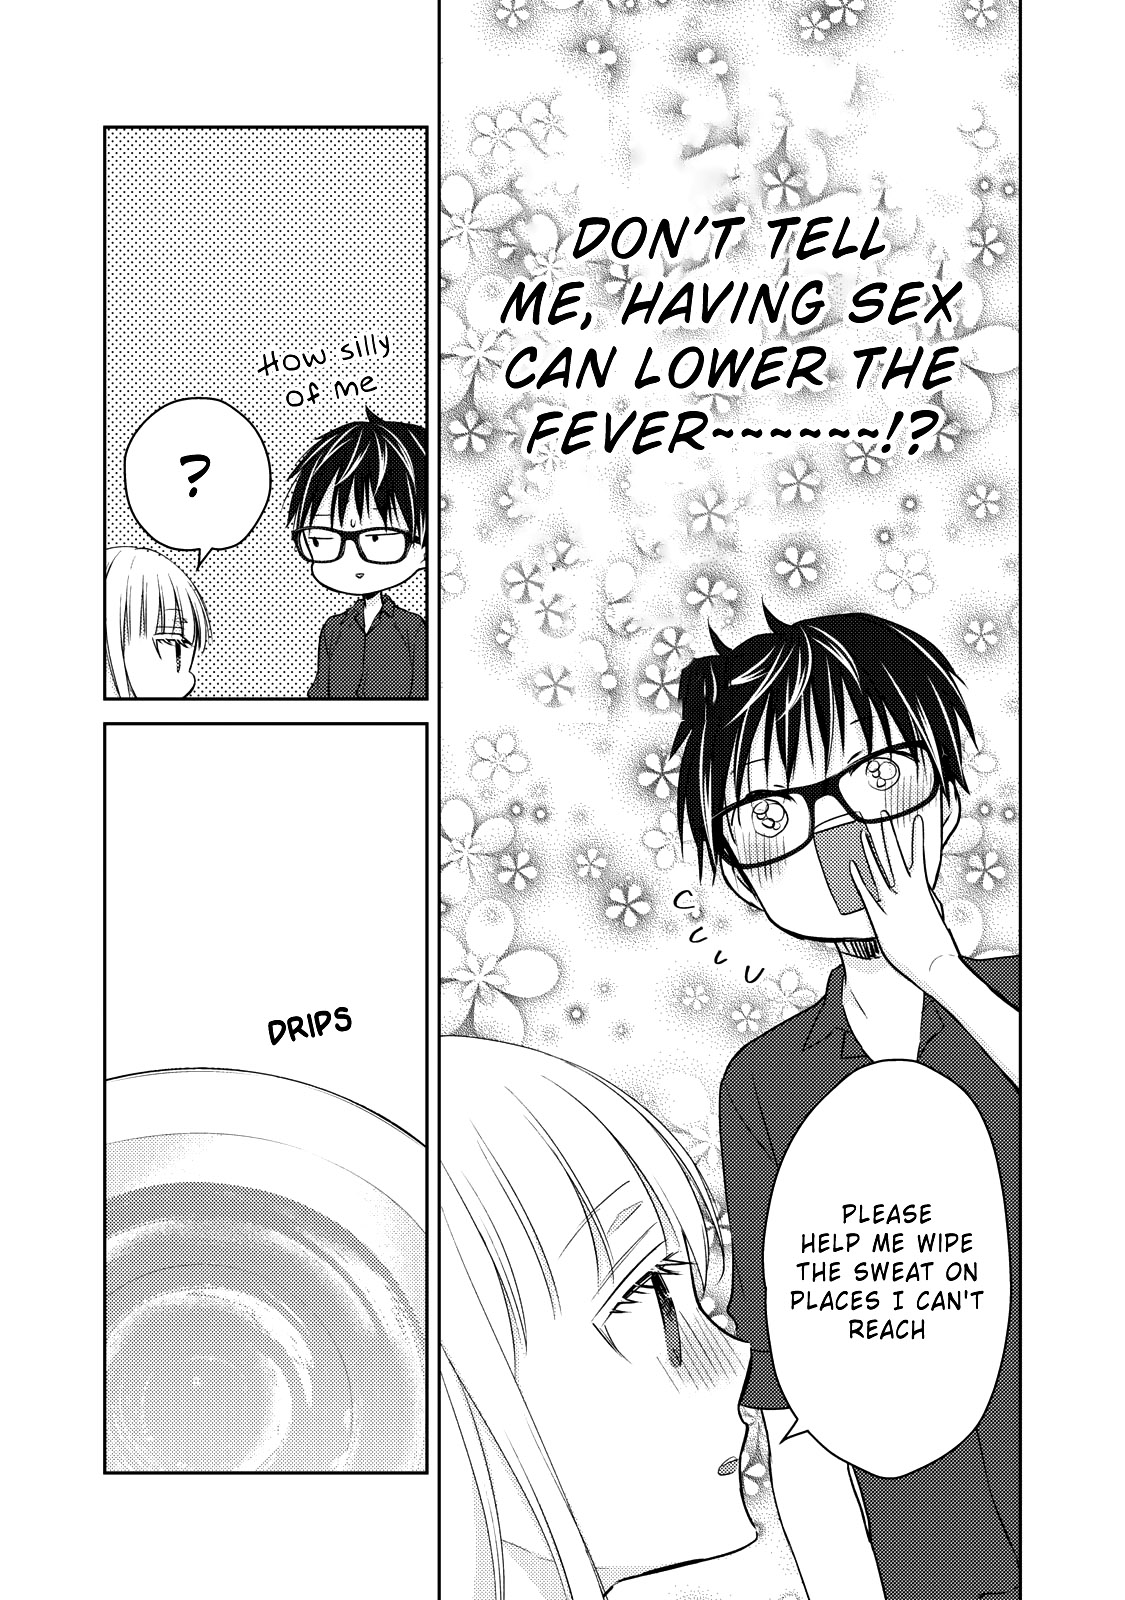 DON'T TELL
ME, HAVING SEX
CAN LOWER THE
FEVER~~~~~~!?
PLEASE
HELP ME WIPE
THE SWEAT ON
PLACES I CAN'T
REACH
How silly
of me
?
DRIPS